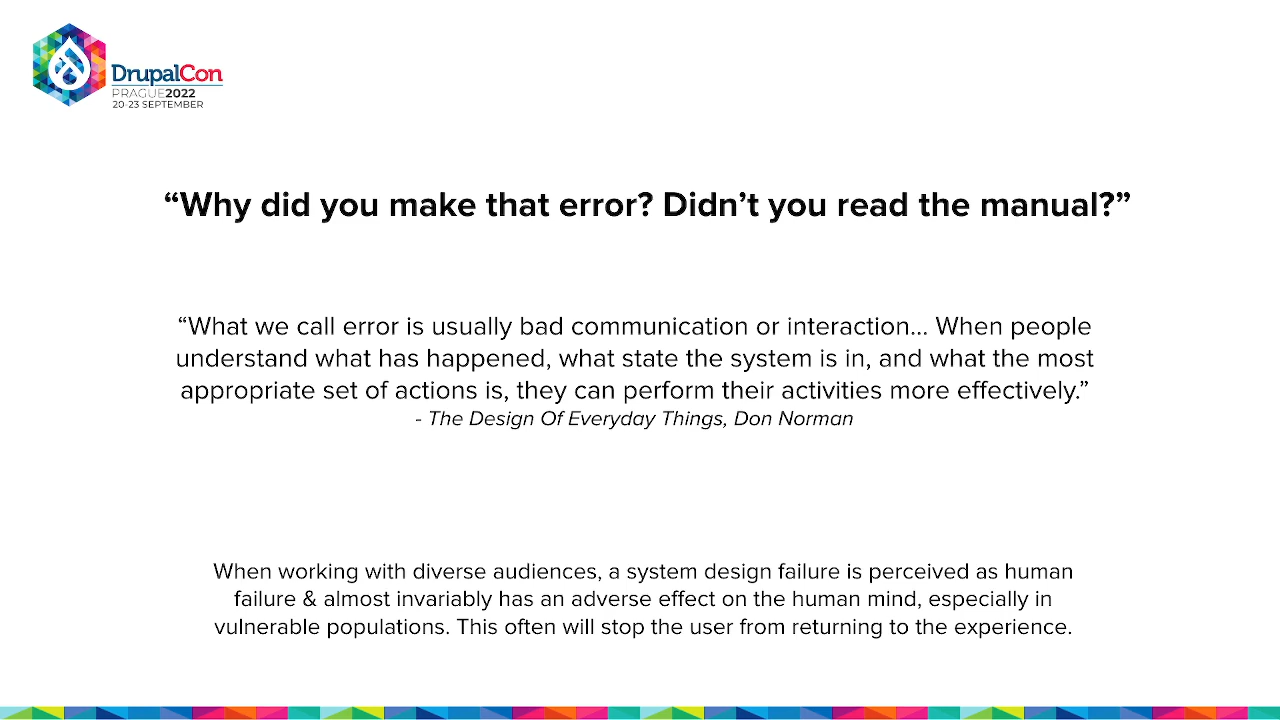 DrupalCon
PRAGUE2022
20-23 SEPTEMBER
“Why did you make that error? Didn’t you read the manual?”
“What we call error is usually bad communication or interaction... When people
understand what has happened, what state the system is in, and what the most
appropriate set of actions is, they can perform their activities more effectively.”
- The Design Of Everyday Things, Don Norman
When working with diverse audiences, a system design failure is perceived as human
failure & almost invariably has an adverse effect on the human mind, especially in
vulnerable populations. This often will stop the user from returning to the experience.